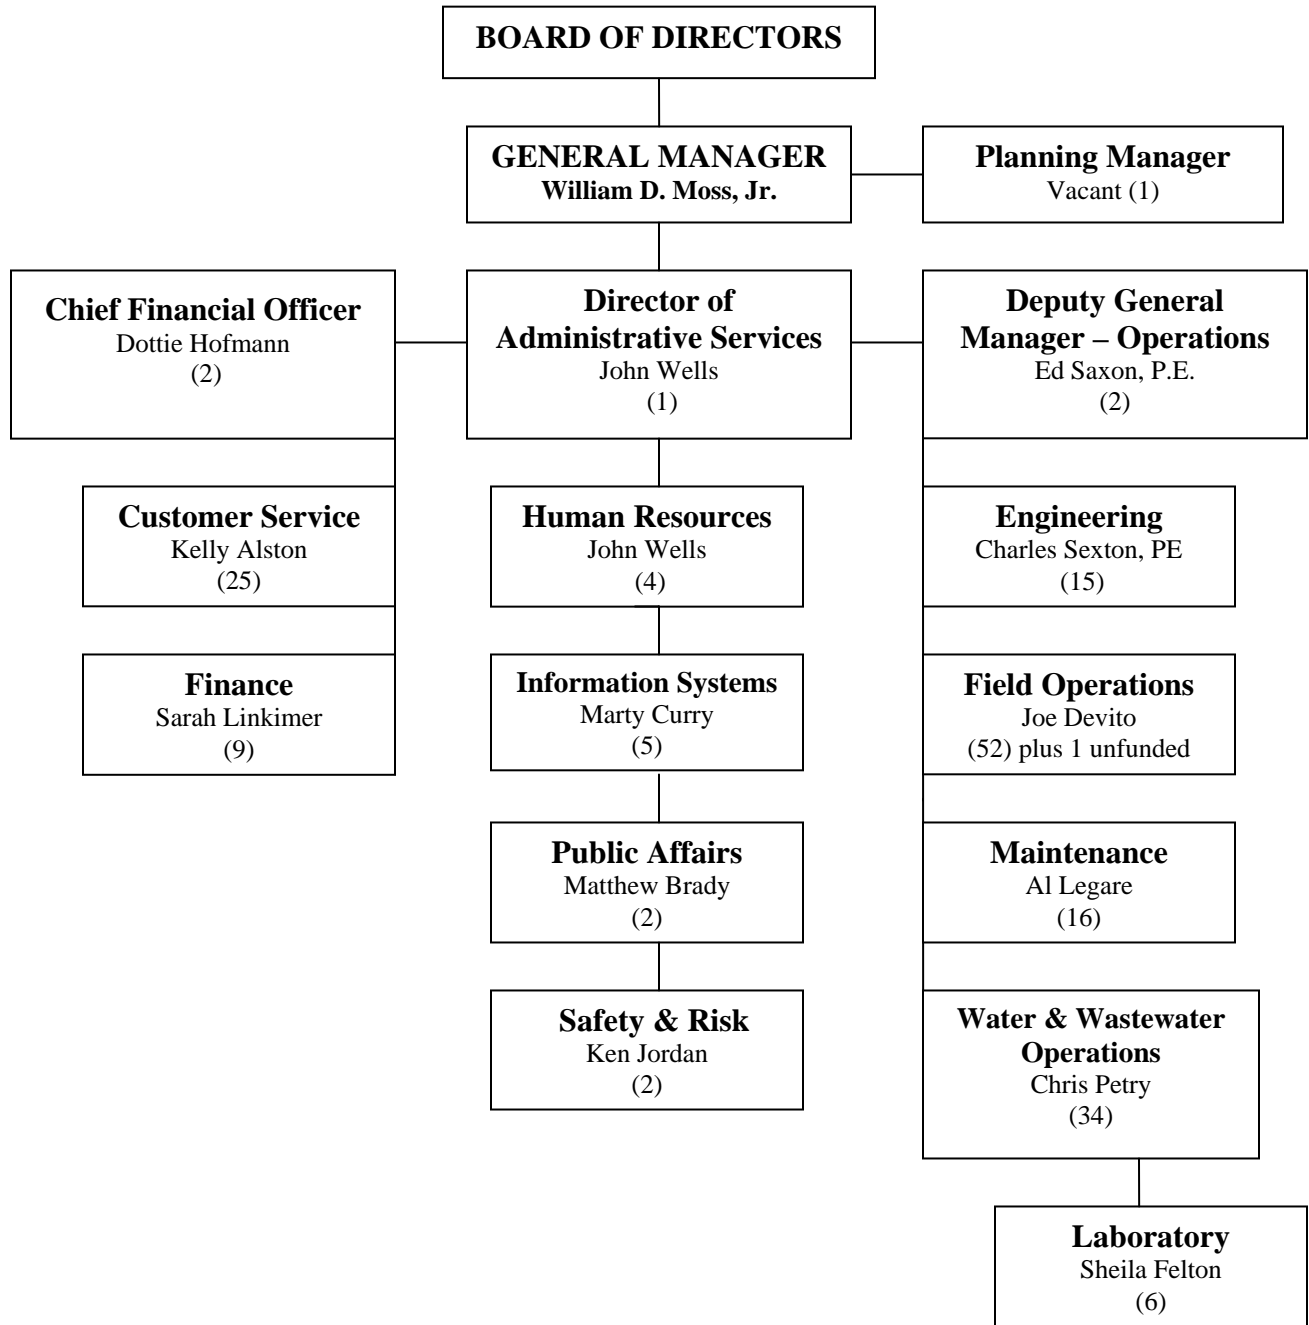 BOARD OF DIRECTORS
GENERAL MANAGER
William D. Moss, Jr.
Planning Manager
Vacant (1)
Chief Financial Officer
Dottie Hofmann
(2)
Director of
Administrative Services
John Wells
(1)
Deputy General
Manager – Operations
Ed Saxon, P.E.
(2)
Customer Service
Kelly Alston
(25)
Human Resources
John Wells
(4)
Engineering
Charles Sexton, PE
(15)
Finance
Sarah Linkimer
(9)
Information Systems
Marty Curry
(5)
Field Operations
Joe Devito
(52) plus 1 unfunded
Public Affairs
Matthew Brady
(2)
Maintenance
Al Legare
(16)
Safety & Risk
Ken Jordan
(2)
Water & Wastewater
Operations
Chris Petry
(34)
Laboratory
Sheila Felton
(6)